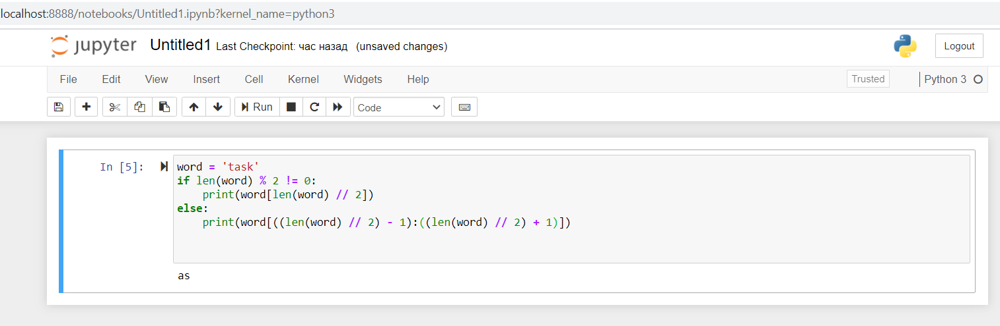 localhost:8888/notebooks/Untitled1.ipynb?kernel_name=python3
jupyter Untitled1 Last Checkpoint: час назад (unsaved changes)
Logout
File Edit View Insert Cell Kernel Widgets Help
Trusted
Python 3
Run
Code
In [5]:
word = 'task'
if len(word) % 2 != 0:
    print(word[len(word) // 2])
else:
    print(word[((len(word) // 2) - 1):((len(word) // 2) + 1)])
as